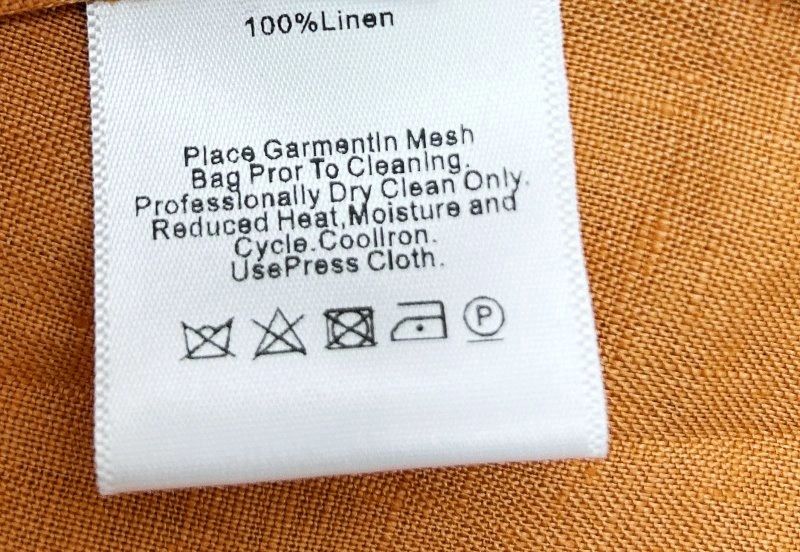 100%Linen
Place GarmentIn Mesh
Bag Pror To Cleaning.
Professionally Dry Clean Only.
Reduced Heat,Moisture and
Cycle.CoolIron.
UsePress Cloth.
P